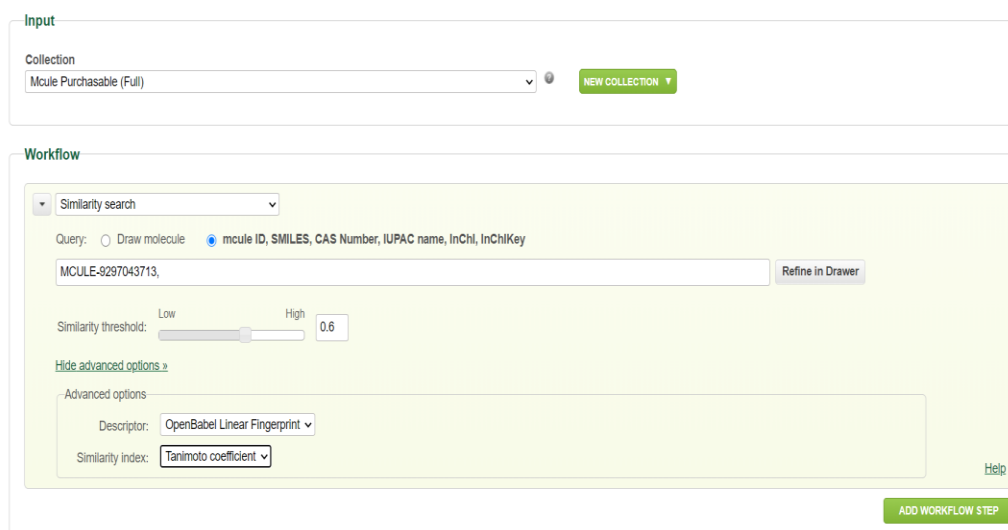 Input
Collection
Mcule Purchasable (Full)
NEW COLLECTION
Workflow
Similarity search
Query: Draw molecule mcule ID, SMILES, CAS Number, IUPAC name, InChI, InChIKey
MCULE-9297043713,
Refine in Drawer
Low High
Similarity threshold: 0.6
Hide advanced options »
Advanced options
Descriptor: OpenBabel Linear Fingerprint
Similarity index: Tanimoto coefficient
Help
ADD WORKFLOW STEP